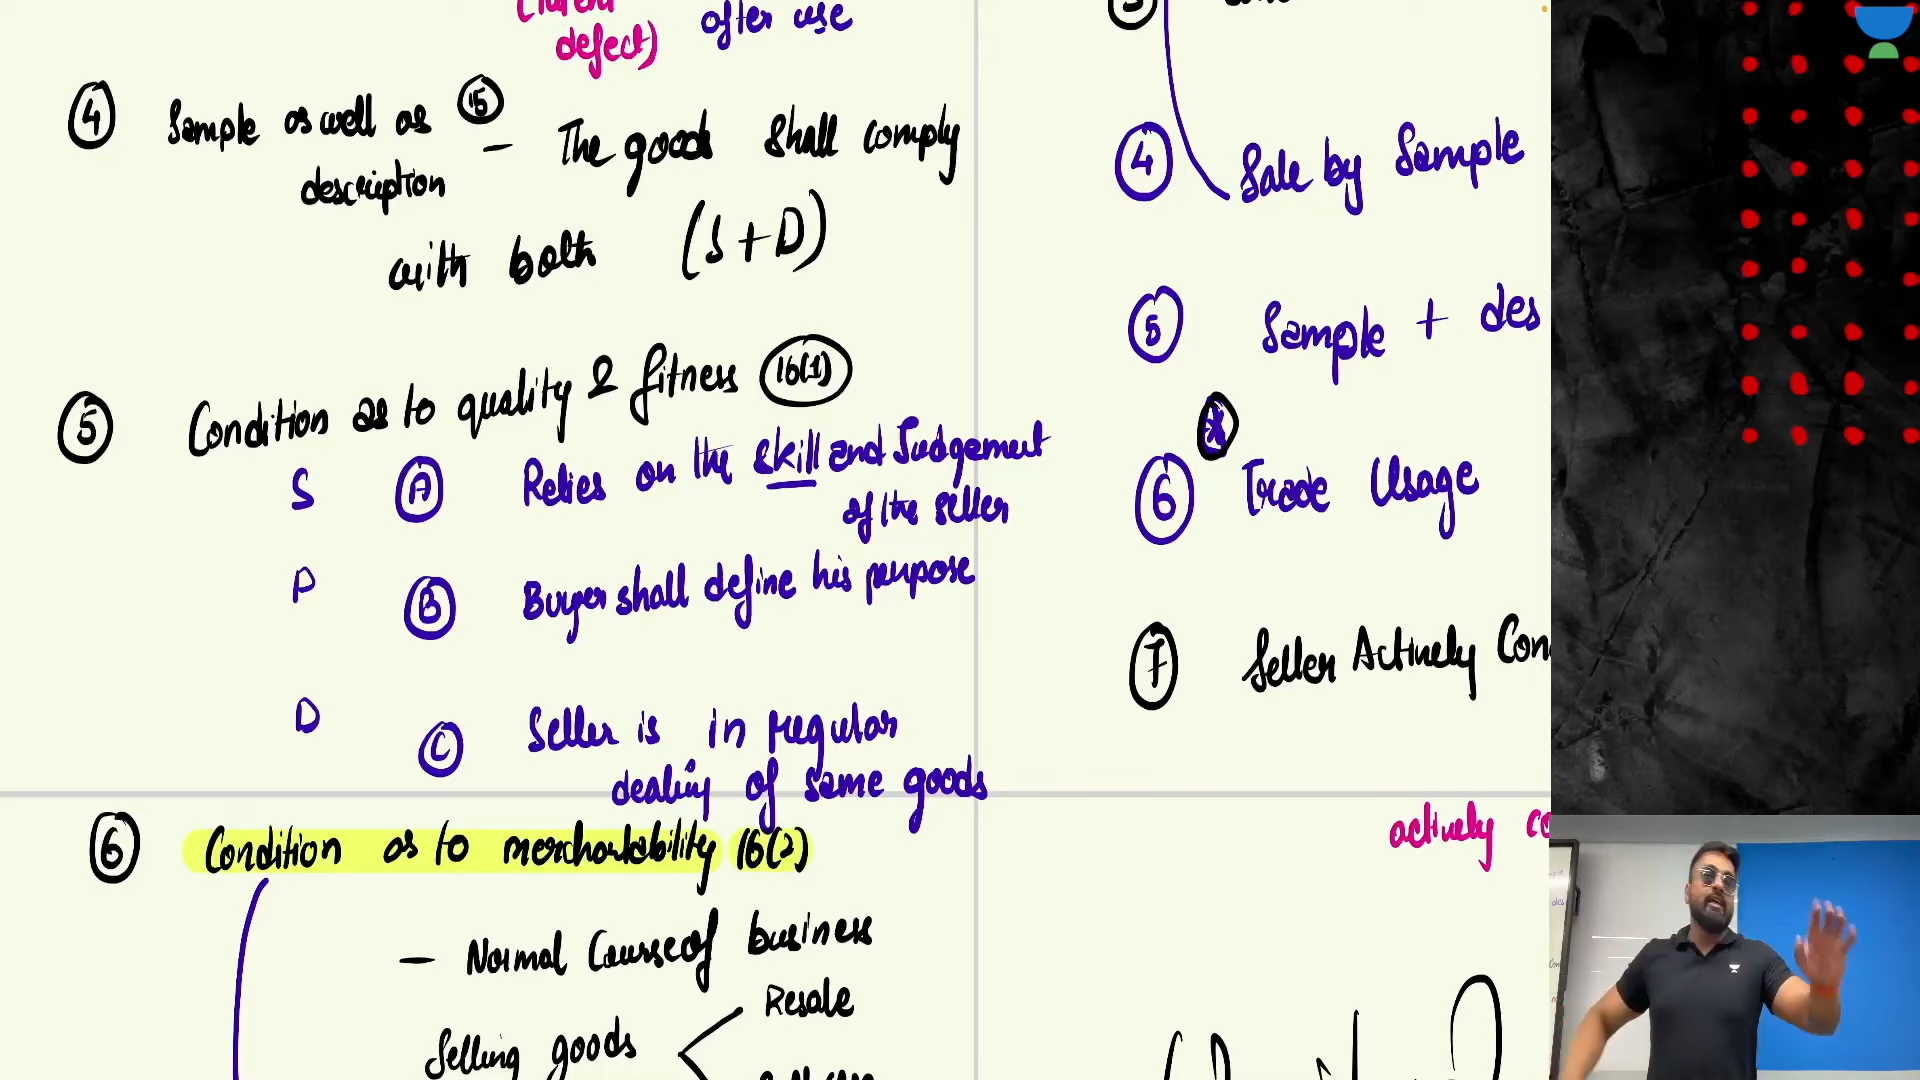 defect) after use
4 Sample as well as 15 - The goods shall comply
description
with both (S+D)
5 Condition as to quality & fitness 16(1)
S A Relies on the skill and Judgement
of the seller
P B Buyer shall define his purpose
D C Seller is in regular
dealing of same goods
6 Condition as to merchantability 16(2)
- Normal Course of business
Resale
Selling goods
4 Sale by Sample
5 Sample + des
6 Trade Usage
7 Seller Actively Con
actively co